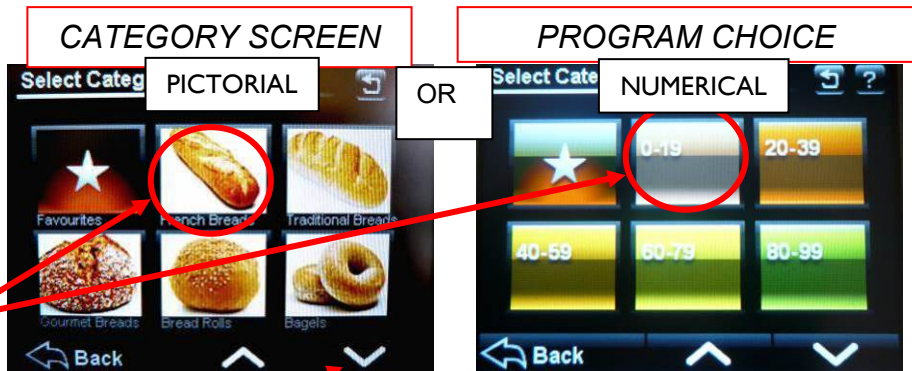 CATEGORY SCREEN
PROGRAM CHOICE
Select Categ
PICTORIAL
OR
Select Cate
NUMERICAL
?
Favourites
French Breads
Traditional Breads
Gourmet Breads
Bread Rolls
Bagels
Back
0-19
20-39
40-59
60-79
80-99
Back